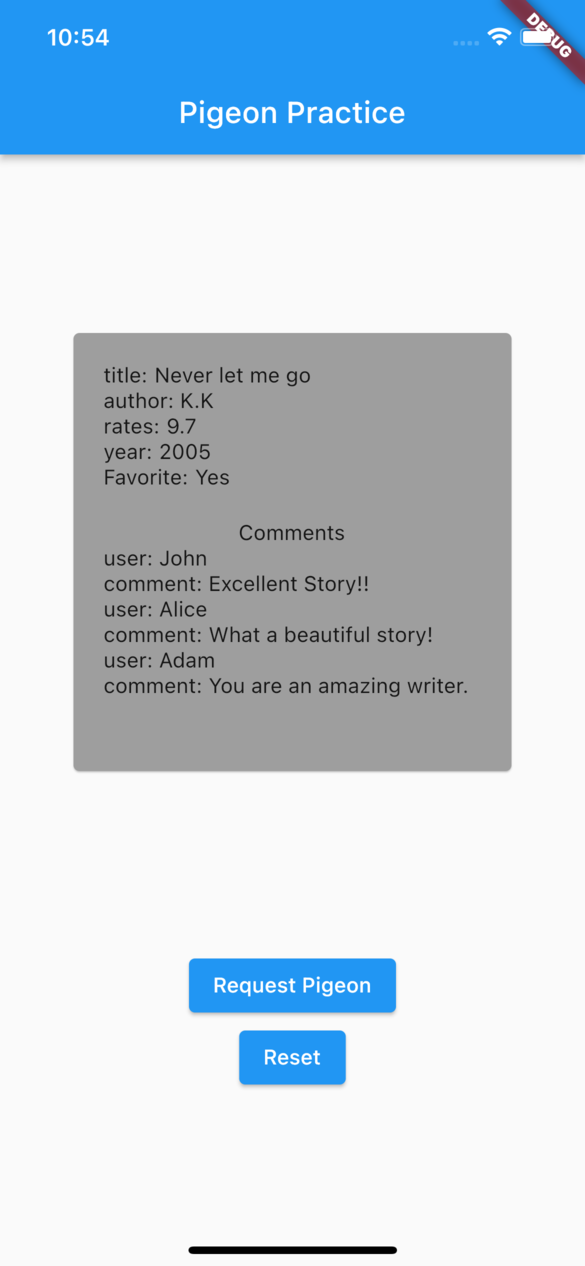 10:54
DEBUG
Pigeon Practice
title: Never let me go
author: K.K
rates: 9.7
year: 2005
Favorite: Yes
Comments
user: John
comment: Excellent Story!!
user: Alice
comment: What a beautiful story!
user: Adam
comment: You are an amazing writer.
Request Pigeon
Reset